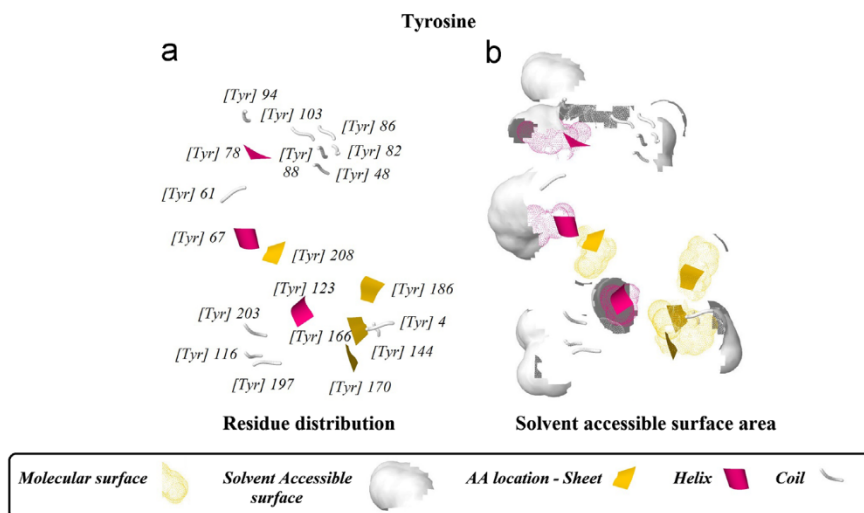 Tyrosine
a
b
[Tyr] 94
[Tyr] 103
[Tyr] 86
[Tyr] 78
[Tyr] 88
[Tyr] 82
[Tyr] 48
[Tyr] 61
[Tyr] 67
[Tyr] 208
[Tyr] 123
[Tyr] 186
[Tyr] 203
[Tyr] 166
[Tyr] 4
[Tyr] 116
[Tyr] 144
[Tyr] 197
[Tyr] 170
Residue distribution
Solvent accessible surface area
Molecular surface
Solvent Accessible
surface
AA location - Sheet
Helix
Coil